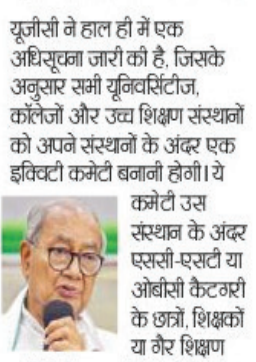 यूजीसी ने हाल ही में एक
अधिसूचना जारी की है, जिसके
अनुसार सभी यूनिवर्सिटीज,
कॉलेजों और उच्च शिक्षण संस्थानों
को अपने संस्थानों के अंदर एक
इक्विटी कमेटी बनानी होगी। ये
कमेटी उस
संस्थान के अंदर
एससी-एसटी या
ओबीसी कैटगरी
के छात्रों, शिक्षकों
या गैर शिक्षण